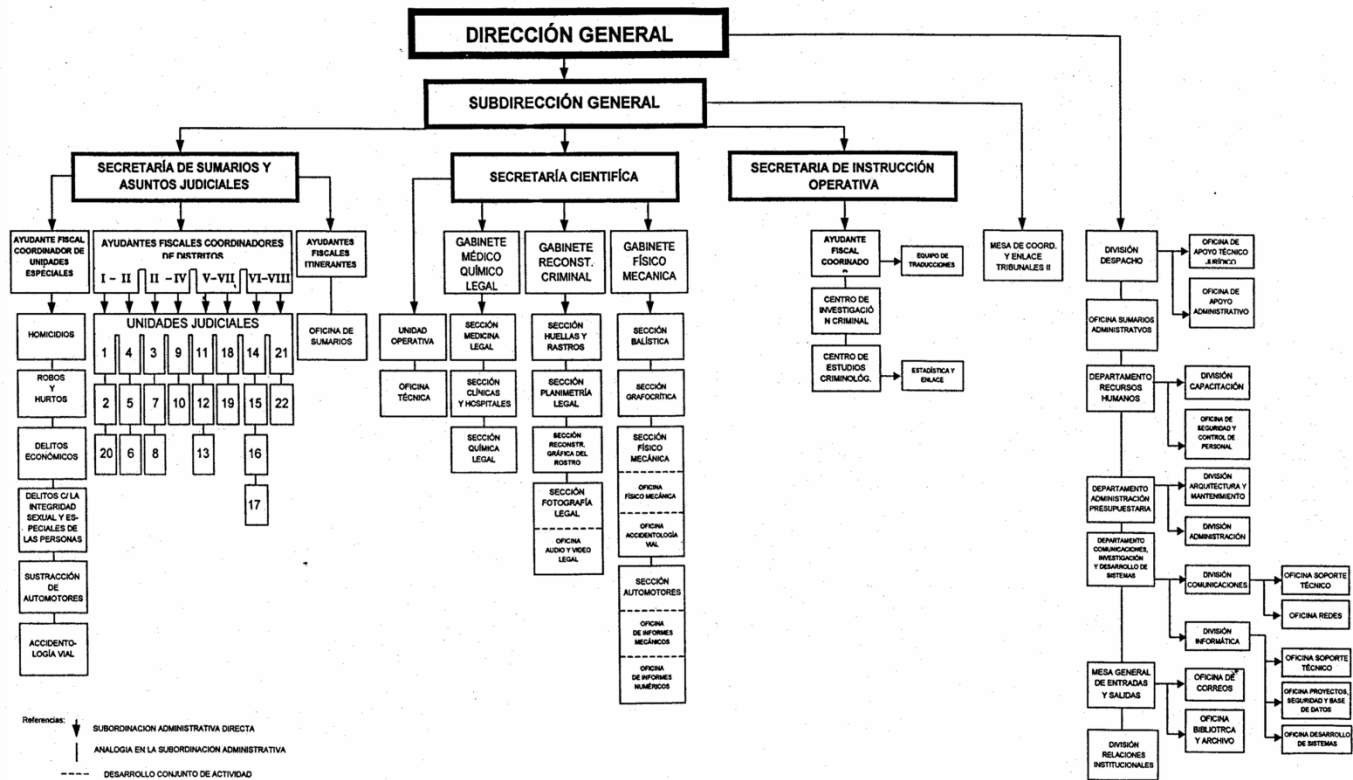 DIRECCIÓN GENERAL
SUBDIRECCIÓN GENERAL
SECRETARÍA DE SUMARIOS Y
ASUNTOS JUDICIALES
SECRETARÍA CIENTIFÍCA
SECRETARIA DE INSTRUCCIÓN
OPERATIVA
AYUDANTE FISCAL
COORDINADOR DE
UNIDADES
ESPECIALES
AYUDANTES FISCALES COORDINADORES
DE DISTRITOS
I – II
II – IV
V–VII
VI–VIII
AYUDANTES
FISCALES
ITINERANTES
HOMICIDIOS
ROBOS
Y
HURTOS
DELITOS
ECONÓMICOS
DELITOS C/ LA
INTEGRIDAD
SEXUAL Y ES-
PECIALES DE
LAS PERSONAS
SUSTRACCIÓN
DE
AUTOMOTORES
ACCIDENTO-
LOGÍA VIAL
UNIDADES JUDICIALES
1 4 3 9 11 18 14 21
2 5 7 10 12 19 15 22
20 6 8 13 16
17
OFICINA DE
SUMARIOS
UNIDAD
OPERATIVA
OFICINA
TÉCNICA
GABINETE
MÉDICO
QUÍMICO
LEGAL
SECCIÓN
MEDICINA
LEGAL
SECCIÓN
CLÍNICAS
Y HOSPITALES
SECCIÓN
QUÍMICA
LEGAL
GABINETE
RECONST.
CRIMINAL
SECCIÓN
HUELLAS Y
RASTROS
SECCIÓN
PLANIMETRÍA
LEGAL
SECCIÓN
RECONSTR.
GRÁFICA DEL
ROSTRO
SECCIÓN
FOTOGRAFÍA
LEGAL
OFICINA
AUDIO Y VIDEO
LEGAL
GABINETE
FÍSICO
MECANICA
SECCIÓN
BALÍSTICA
SECCIÓN
GRAFOCRÍTICA
SECCIÓN
FÍSICO
MECÁNICA
OFICINA
FÍSICO MECÁNICA
OFICINA
ACCIDENTOLOGÍA
VIAL
SECCIÓN
AUTOMOTORES
OFICINA
DE INFORMES
MECÁNICOS
OFICINA
DE INFORMES
NUMÉRICOS
AYUDANTE
FISCAL
COORINADO
EQUIPO DE
TRADUCCIONES
CENTRO DE
INVESTIGACIÓ
N CRIMINAL
CENTRO DE
ESTUDIOS
CRIMINOLÓG.
ESTADÍSTICA Y
ENLACE
MESA DE COORD.
Y ENLACE
TRIBUNALES II
DIVISIÓN
DESPACHO
OFICINA DE
APOYO TÉCNICO
JURÍDICO
OFICINA DE
APOYO
ADMINISTRATIVO
OFICINA SUMARIOS
ADMINISTRATVOS
DEPARTAMENTO
RECURSOS
HUMANOS
DIVISIÓN
CAPACITACIÓN
OFICINA DE
SEGURIDAD Y
CONTROL DE
PERSONAL
DEPARTAMENTO
ADMINISTRACIÓN
PRESUPUESTARIA
DIVISIÓN
ARQUITECTURA Y
MANTENIMIENTO
DIVISIÓN
ADMINISTRACIÓN
DEPARTAMENTO
COMUNICACIONES,
INVESTIGACIÓN
Y DESARROLLO DE
SISTEMAS
DIVISIÓN
COMUNICACIONES
OFICINA SOPORTE
TÉCNICO
OFICINA REDES
DIVISIÓN
INFORMÁTICA
OFICINA SOPORTE
TÉCNICO
OFICINA PROYECTOS,
SEGURIDAD Y BASE
DE DATOS
OFICINA DESARROLLO
DE SISTEMAS
MESA GENERAL
DE ENTRADAS
Y SALIDAS
OFICINA DE
CORREOS
OFICINA
BIBLIOTRCA
Y ARCHIVO
DIVISIÓN
RELACIONES
INSTITUCIONALES
Referencias:
SUBORDINACION ADMINISTRATIVA DIRECTA
ANALOGIA EN LA SUBORDINACION ADMINISTRATIVA
DESARROLLO CONJUNTO DE ACTIVIDAD